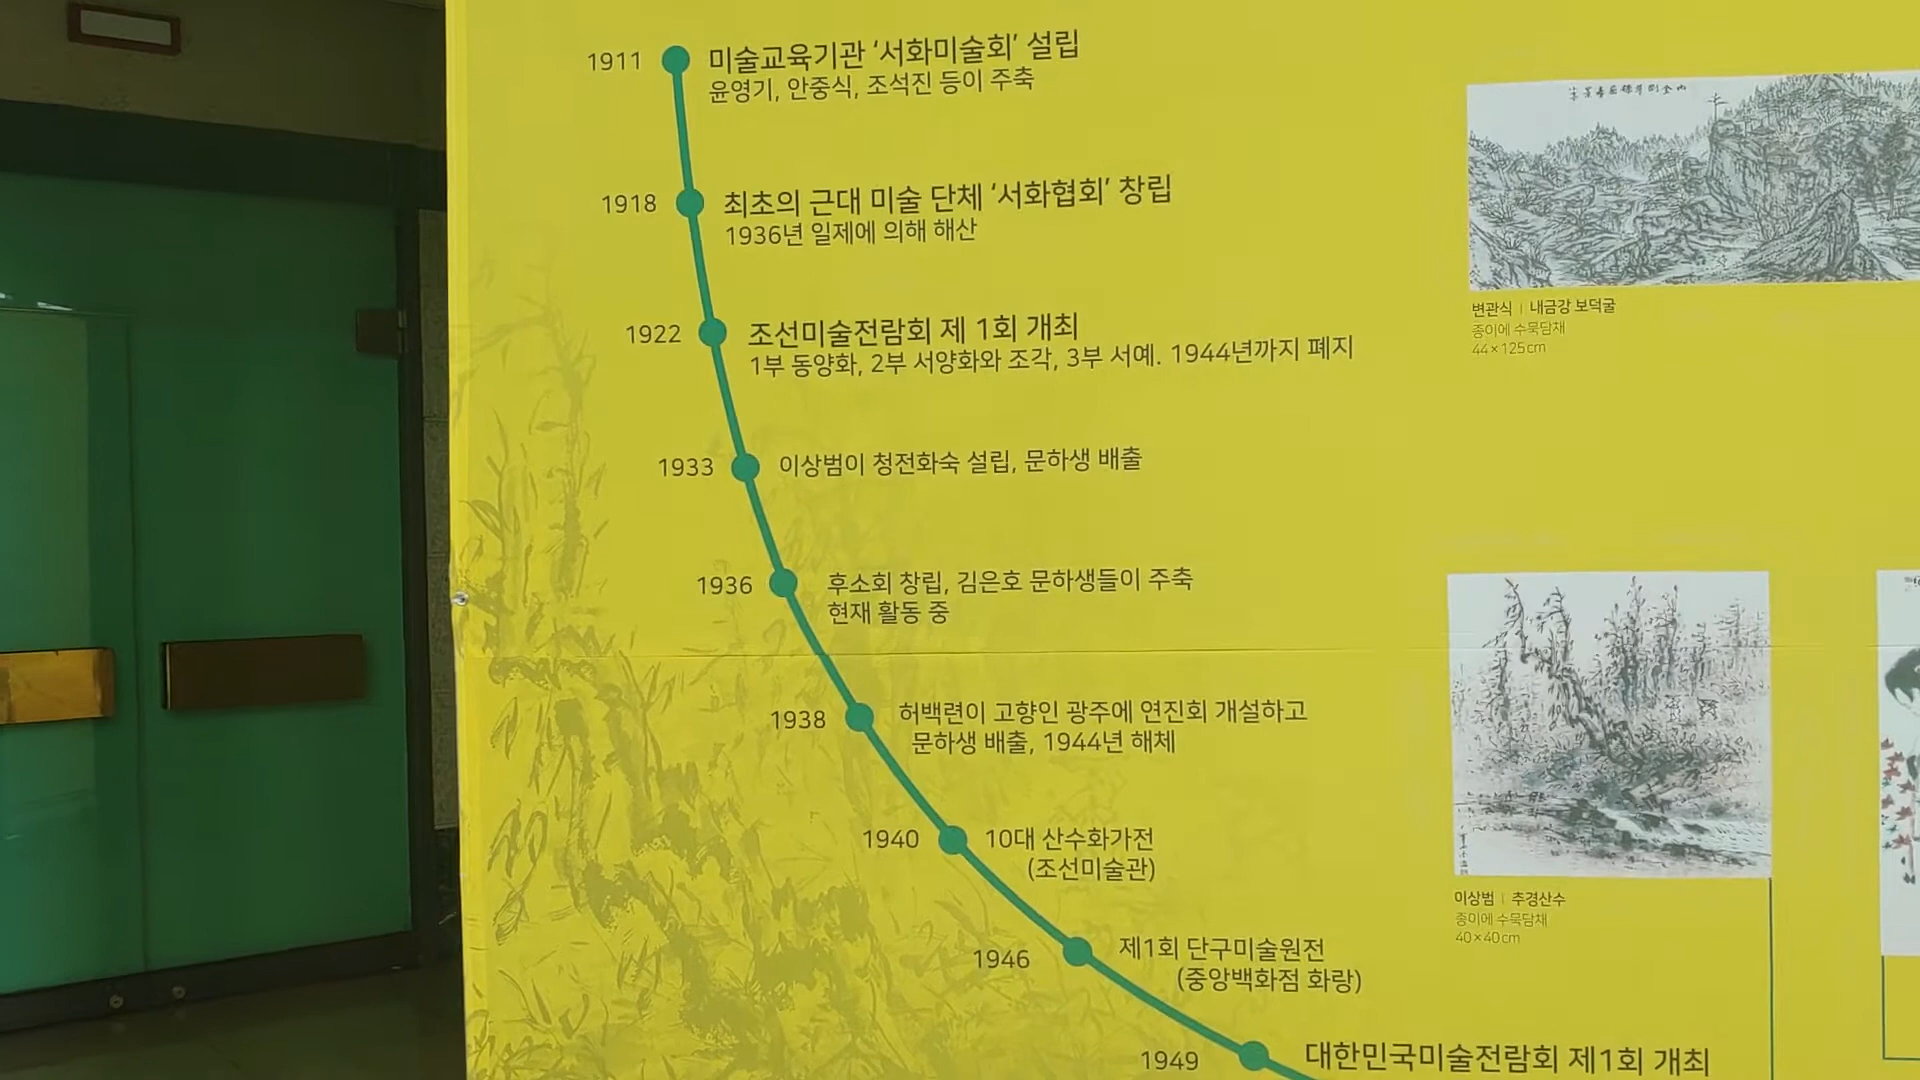 1911 미술교육기관 ‘서화미술회’ 설립
윤영기, 안중식, 조석진 등이 주축
1918 최초의 근대 미술 단체 ‘서화협회’ 창립
1936년 일제에 의해 해산
1922 조선미술전람회 제 1회 개최
1부 동양화, 2부 서양화와 조각, 3부 서예. 1944년까지 폐지
1933 이상범이 청전화숙 설립, 문하생 배출
1936 후소회 창립, 김은호 문하생들이 주축
현재 활동 중
1938 허백련이 고향인 광주에 연진회 개설하고
문하생 배출, 1944년 해체
1940 10대 산수화가전
(조선미술관)
1946 제1회 단구미술원전
(중앙백화점 화랑)
1949 대한민국미술전람회 제1회 개최
변관식 | 내금강 보덕굴
종이에 수묵담채
44×125cm
이상범 | 추경산수
종이에 수묵담채
40×40cm